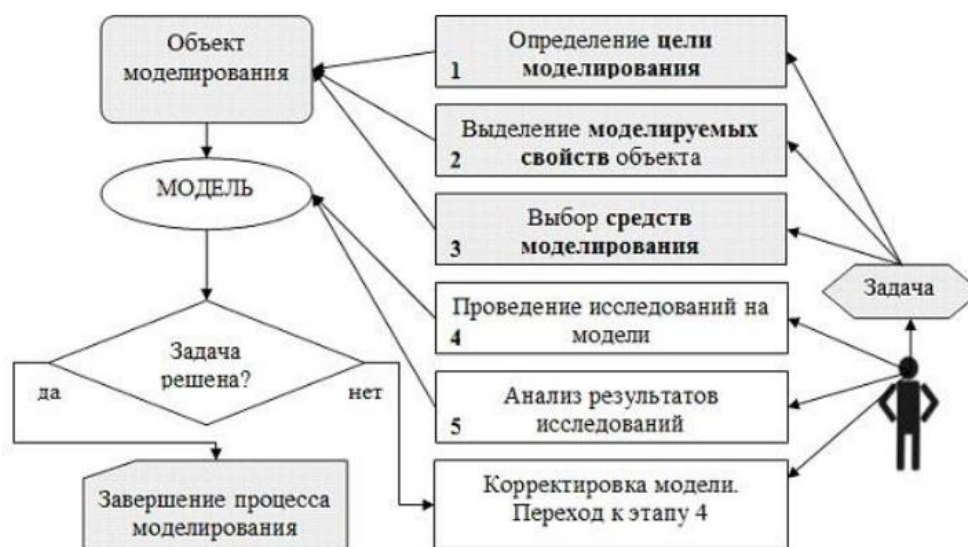 Объект
моделирования
МОДЕЛЬ
Задача
решена?
да
нет
Завершение процесса
моделирования
Определение цели
1 моделирования
Выделение моделируемых
2 свойств объекта
Выбор средств
3 моделирования
Проведение исследований на
4 модели
Анализ результатов
5 исследований
Корректировка модели.
Переход к этапу 4
Задача